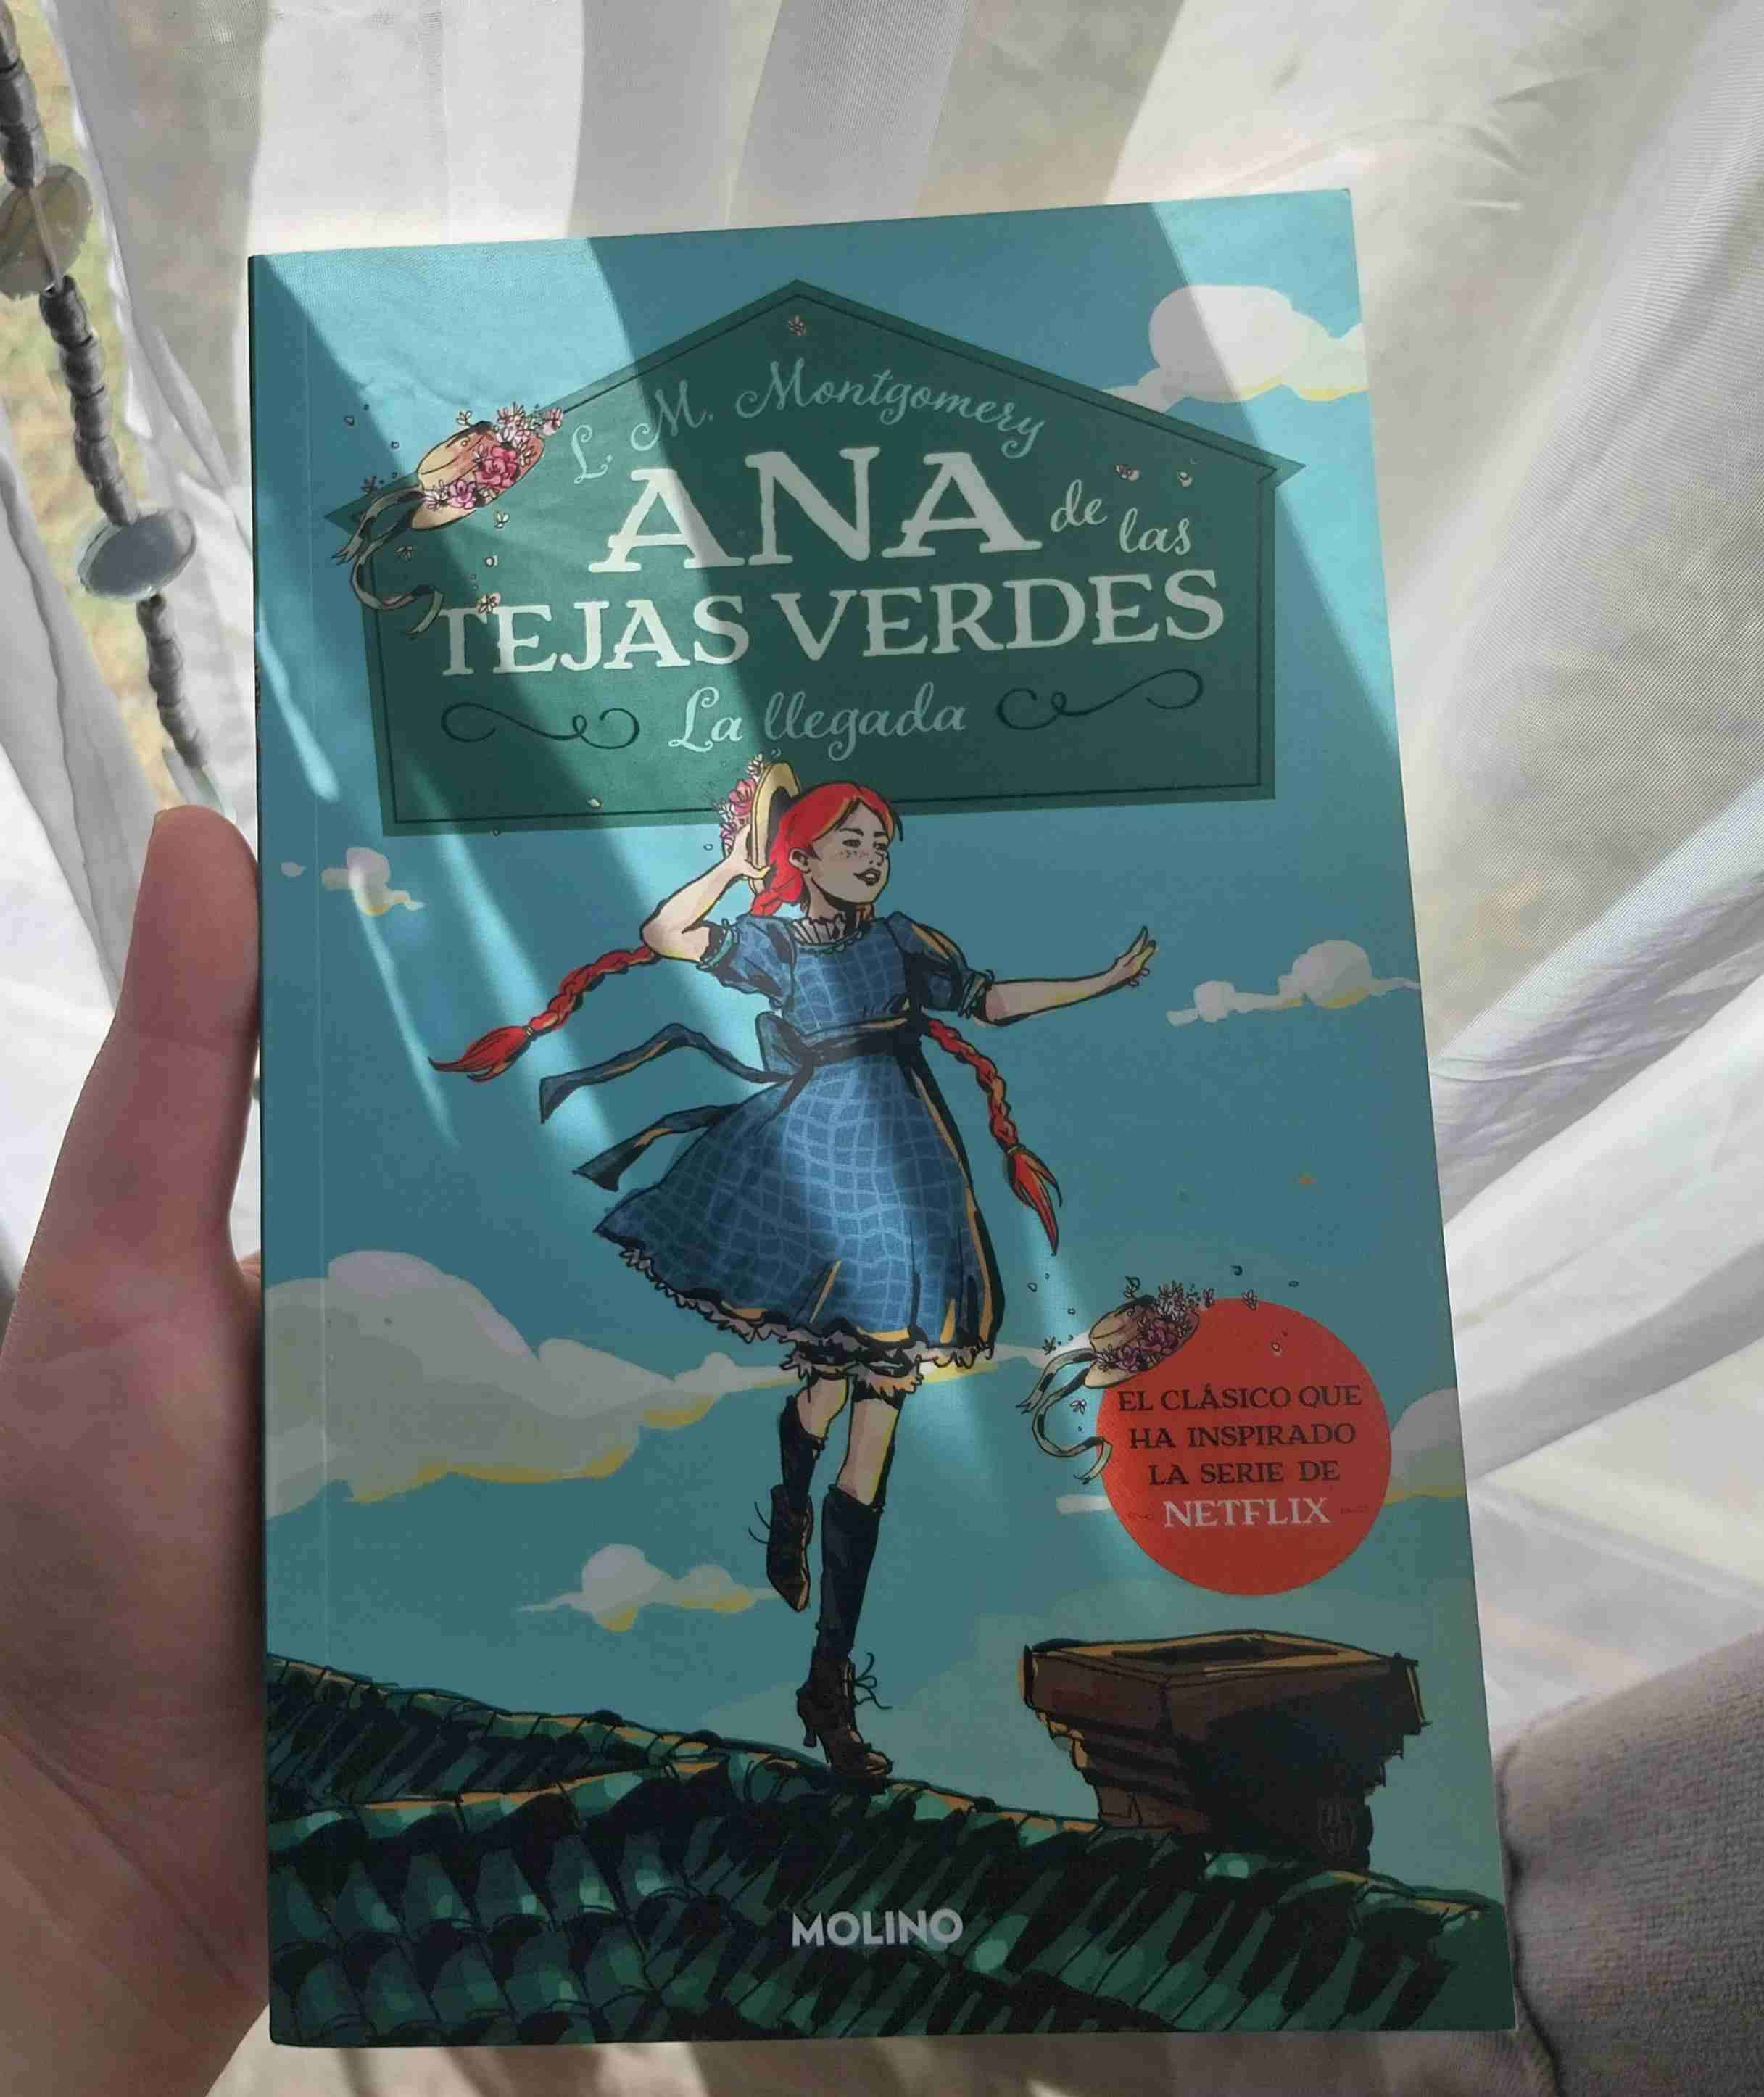 L. M. Montgomery
ANA de las
TEJAS VERDES
La llegada
EL CLÁSICO QUE
HA INSPIRADO
LA SERIE DE
NETFLIX
MOLINO